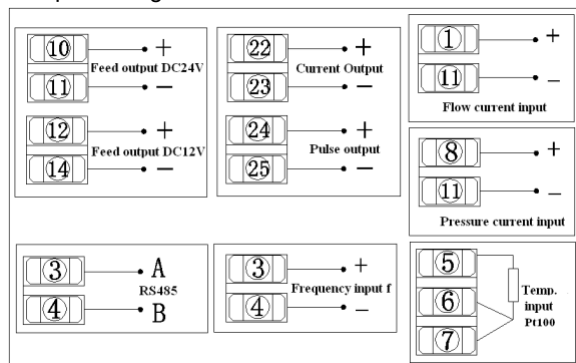 10 +
Feed output DC24V
11 −
12 +
Feed output DC12V
14 −
22 +
Current Output
23 −
24 +
Pulse output
25 −
1 +
11 −
Flow current input
8 +
11 −
Pressure current input
3 A
RS485
4 B
3 +
Frequency input f
4 −
5
6
7
Temp.
input
Pt100